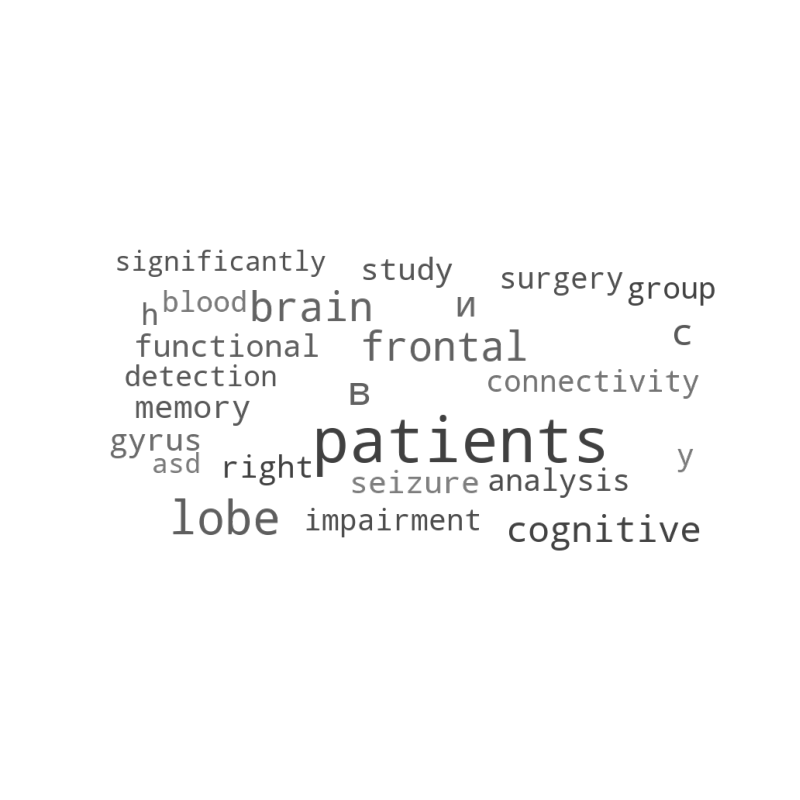 significantly study surgery group
h blood brain и с
functional frontal
detection в connectivity
memory
gyrus patients у
asd right seizure analysis
lobe impairment cognitive